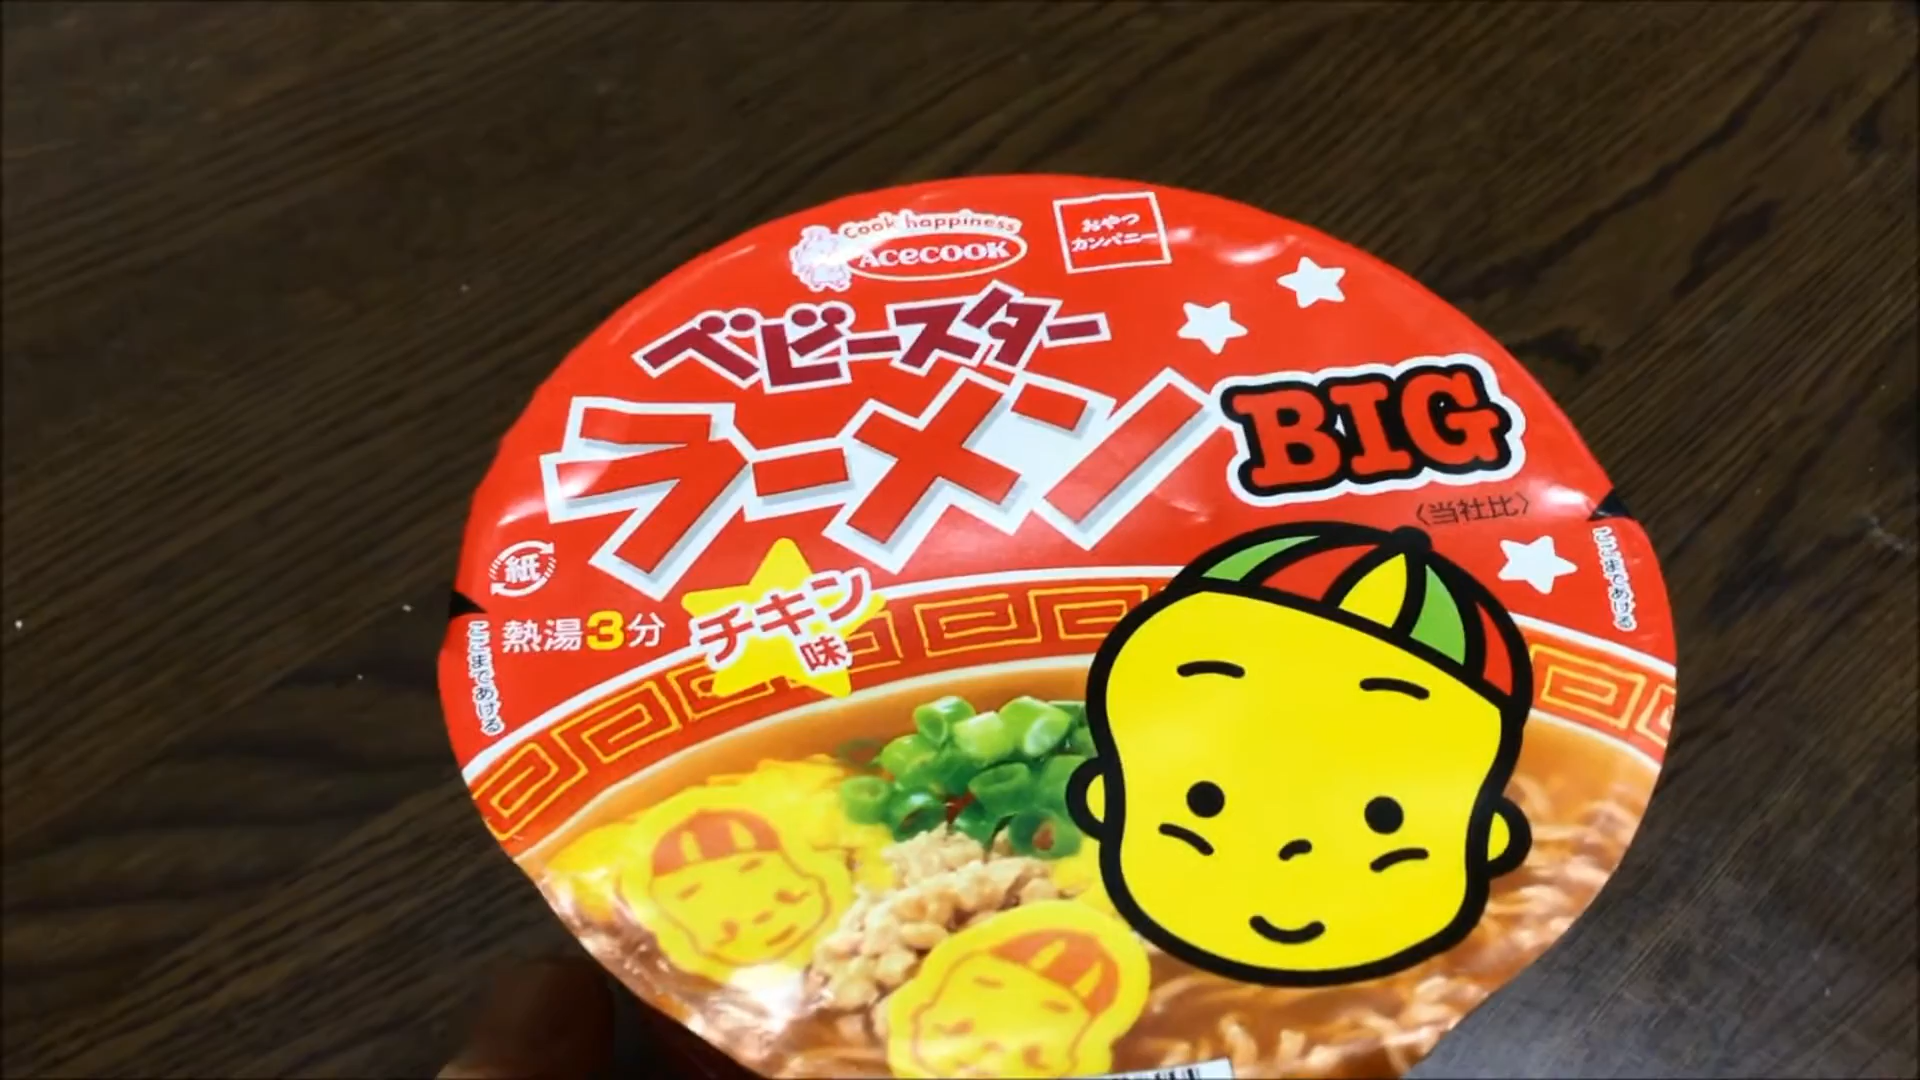 Cook happiness
Acecook
おやつ
カンパニー
ベビースター
ラーメン BIG
〈当社比〉
紙
熱湯3分
チキン
味
ここまであける
ここまであける